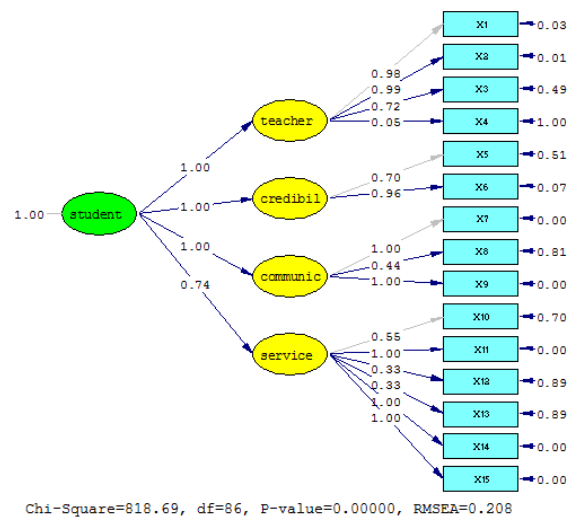 X1
0.03
X2
0.01
0.98
0.99
X3
0.49
0.72
teacher
0.05
X4
1.00
X5
0.51
1.00
0.70
X6
0.07
credibil
0.96
1.00
student
1.00
X7
0.00
1.00
1.00
X8
0.81
0.44
communic
1.00
X9
0.00
0.74
X10
0.70
0.55
X11
0.00
service
1.00
0.33
X12
0.89
0.33
1.00
X13
0.89
1.00
X14
0.00
X15
0.00
Chi-Square=818.69, df=86, P-value=0.00000, RMSEA=0.208